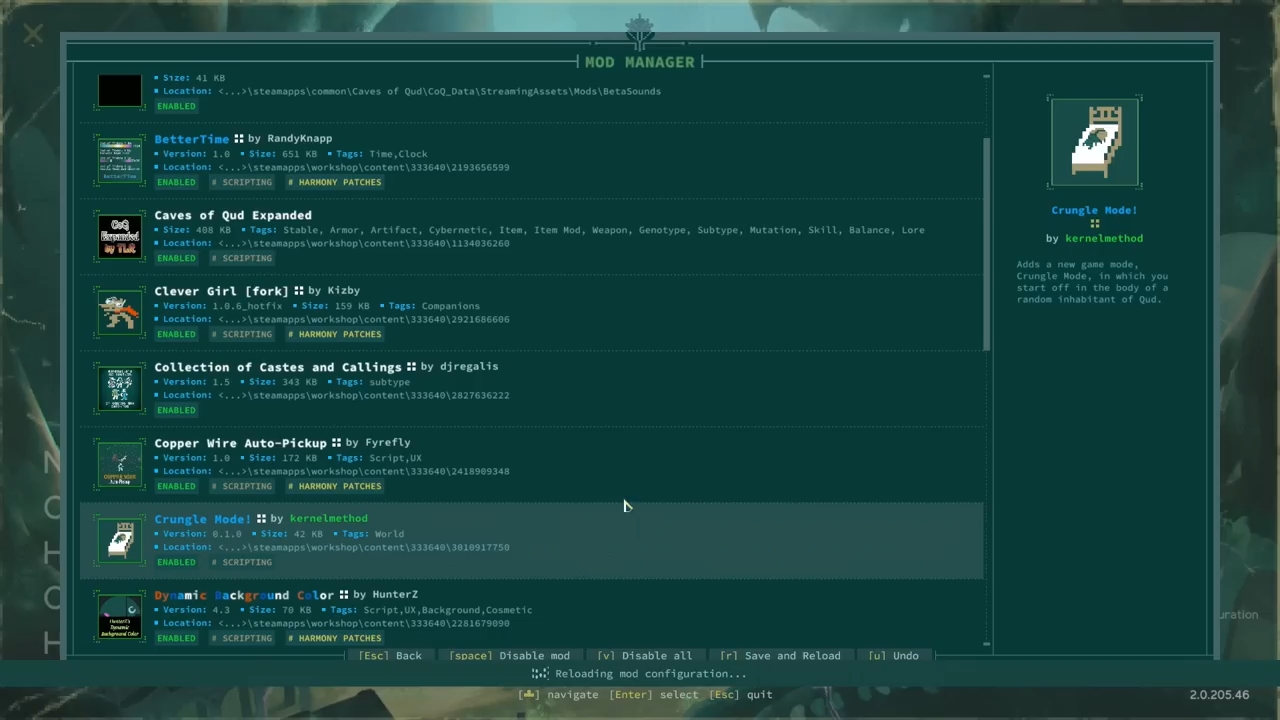 MOD MANAGER
Size: 41 KB
Location: <...>\steamapps\common\Caves of Qud\CoQ_Data\StreamingAssets\Mods\BetaSounds
ENABLED
BetterTime by RandyKnapp
Version: 1.0 Size: 651 KB Tags: Time,Clock
Location: <...>\steamapps\workshop\content\333640\2193656599
ENABLED # SCRIPTING # HARMONY PATCHES
Caves of Qud Expanded
Size: 408 KB Tags: Stable, Armor, Artifact, Cybernetic, Item, Item Mod, Weapon, Genotype, Subtype, Mutation, Skill, Balance, Lore
Location: <...>\steamapps\workshop\content\333640\1134036260
ENABLED # SCRIPTING
Clever Girl [fork] by Kizby
Version: 1.0.6_hotfix Size: 159 KB Tags: Companions
Location: <...>\steamapps\workshop\content\333640\2921686606
ENABLED # SCRIPTING # HARMONY PATCHES
Collection of Castes and Callings by djregalis
Version: 1.5 Size: 343 KB Tags: subtype
Location: <...>\steamapps\workshop\content\333640\2827636222
ENABLED
Copper Wire Auto-Pickup by Fyrefly
Version: 1.0 Size: 172 KB Tags: Script,UX
Location: <...>\steamapps\workshop\content\333640\2418909348
ENABLED # SCRIPTING # HARMONY PATCHES
Crungle Mode! by kernelmethod
Version: 0.1.0 Size: 42 KB Tags: World
Location: <...>\steamapps\workshop\content\333640\3010917750
ENABLED # SCRIPTING
Dynamic Background Color by HunterZ
Version: 4.3 Size: 70 KB Tags: Script,UX,Background,Cosmetic
Location: <...>\steamapps\workshop\content\333640\2281679090
ENABLED # SCRIPTING # HARMONY PATCHES
Crungle Mode!
by kernelmethod
Adds a new game mode,
Crungle Mode, in which you
start off in the body of a
random inhabitant of Qud.
[Esc] Back [space] Disable mod [v] Disable all [r] Save and Reload [u] Undo
Reloading mod configuration...
navigate [Enter] select [Esc] quit
2.0.205.46